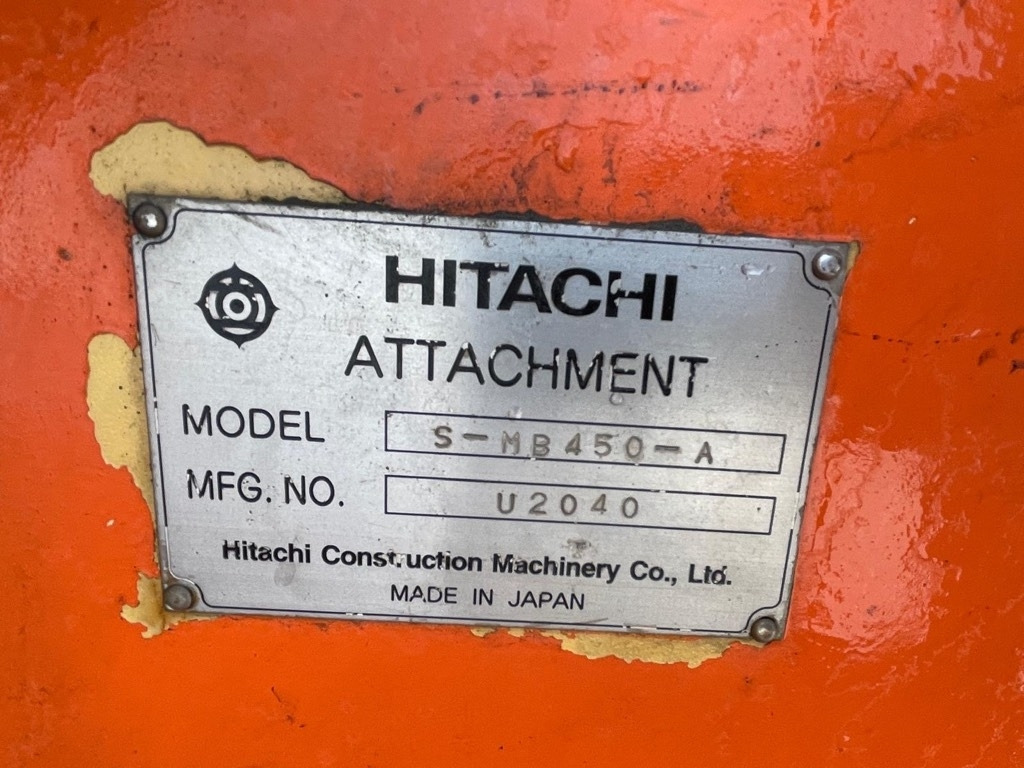 HITACHI
ATTACHMENT
MODEL S-MB450-A
MFG. NO. U2040
Hitachi Construction Machinery Co., Ltd.
MADE IN JAPAN